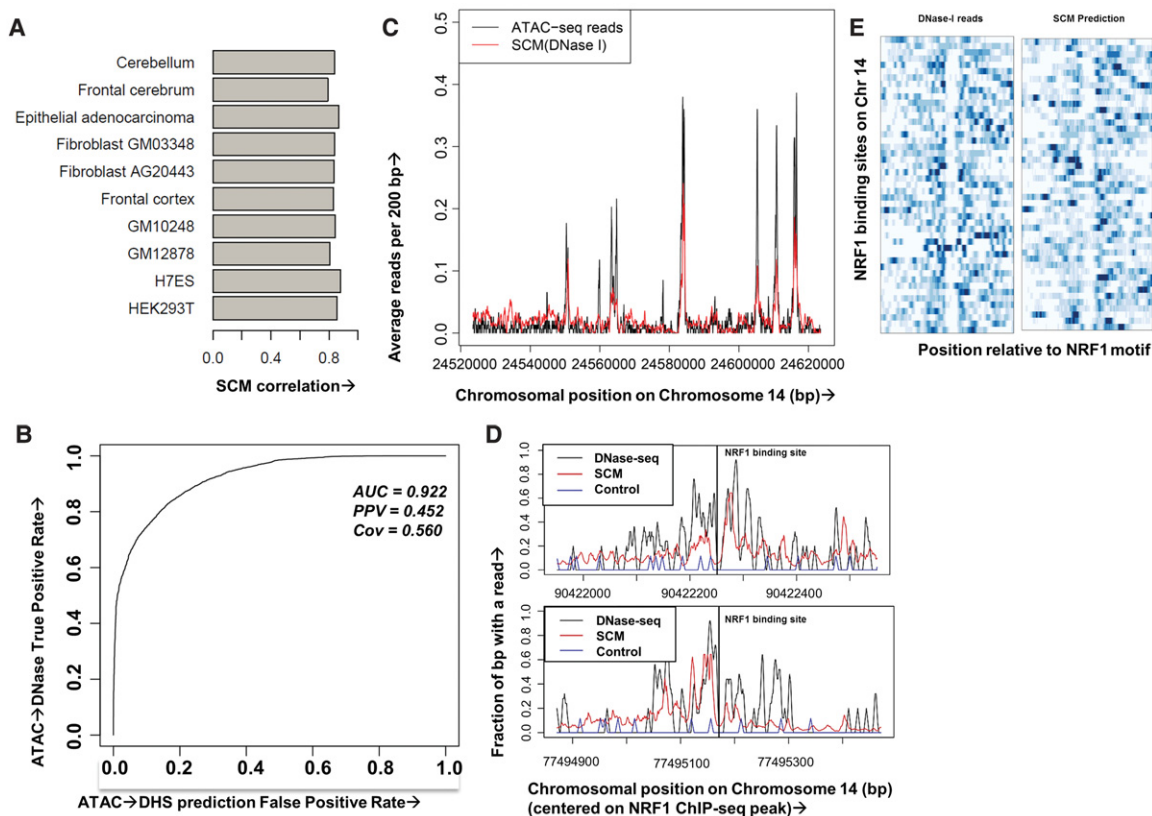 A
Cerebellum
Frontal cerebrum
Epithelial adenocarcinoma
Fibroblast GM03348
Fibroblast AG20443
Frontal cortex
GM10248
GM12878
H7ES
HEK293T
0.0 0.4 0.8
SCM correlation→
B
ATAC→DNase True Positive Rate→
1.0
0.8
0.6
0.4
0.2
0.0
AUC = 0.922
PPV = 0.452
Cov = 0.560
0.0 0.2 0.4 0.6 0.8 1.0
ATAC→DHS prediction False Positive Rate→
C
Average reads per 200 bp→
0.5
0.4
0.3
0.2
0.1
0.0
ATAC−seq reads
SCM(DNase I)
24520000 24540000 24560000 24580000 24600000 24620000
Chromosomal position on Chromosome 14 (bp)→
D
Fraction of bp with a read→
1.0
0.8
0.6
0.4
0.2
0.0
DNase-seq
SCM
Control
NRF1 binding site
90422000 90422200 90422400
1.0
0.8
0.6
0.4
0.2
0.0
DNase-seq
SCM
Control
NRF1 binding site
77494900 77495100 77495300
Chromosomal position on Chromosome 14 (bp)
(centered on NRF1 ChIP-seq peak)→
E
DNase-I reads
SCM Prediction
NRF1 binding sites on Chr 14
Position relative to NRF1 motif